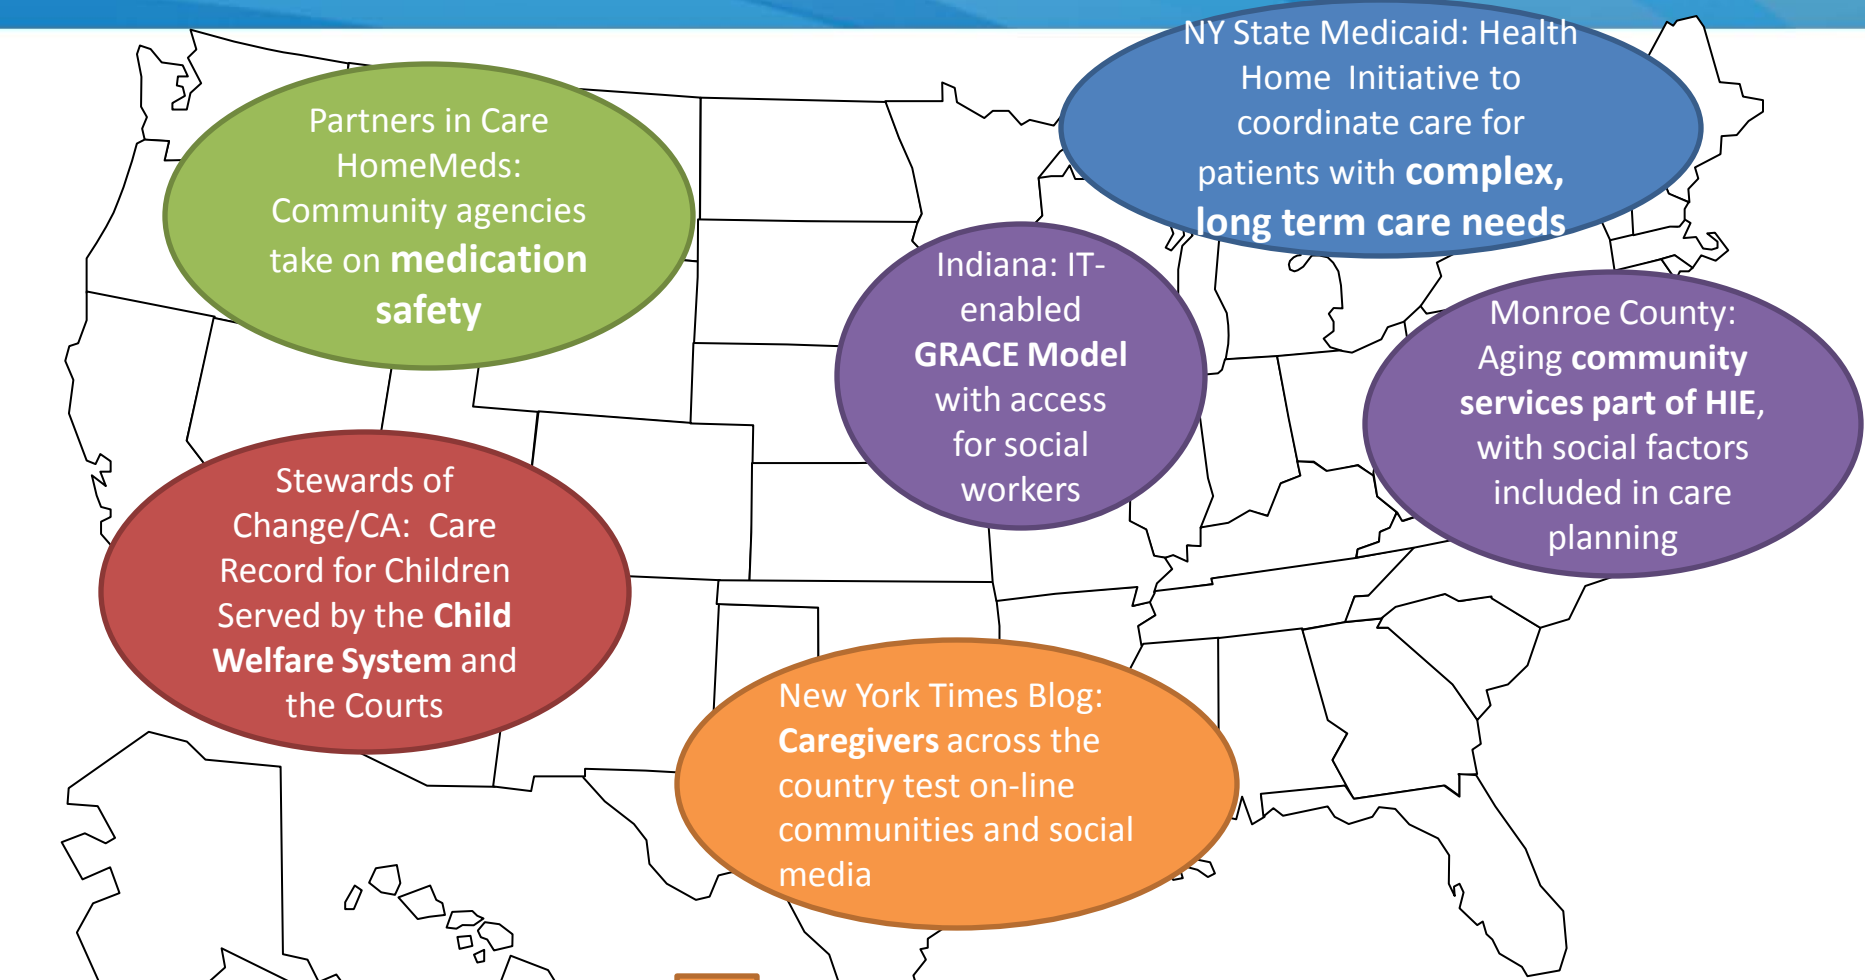 NY State Medicaid: Health
Home Initiative to
coordinate care for
patients with complex,
long term care needs
Partners in Care
HomeMeds:
Community agencies
take on medication
safety
Indiana: IT-
enabled
GRACE Model
with access
for social
workers
Monroe County:
Aging community
services part of HIE,
with social factors
included in care
planning
Stewards of
Change/CA: Care
Record for Children
Served by the Child
Welfare System and
the Courts
New York Times Blog:
Caregivers across the
country test on-line
communities and social
media